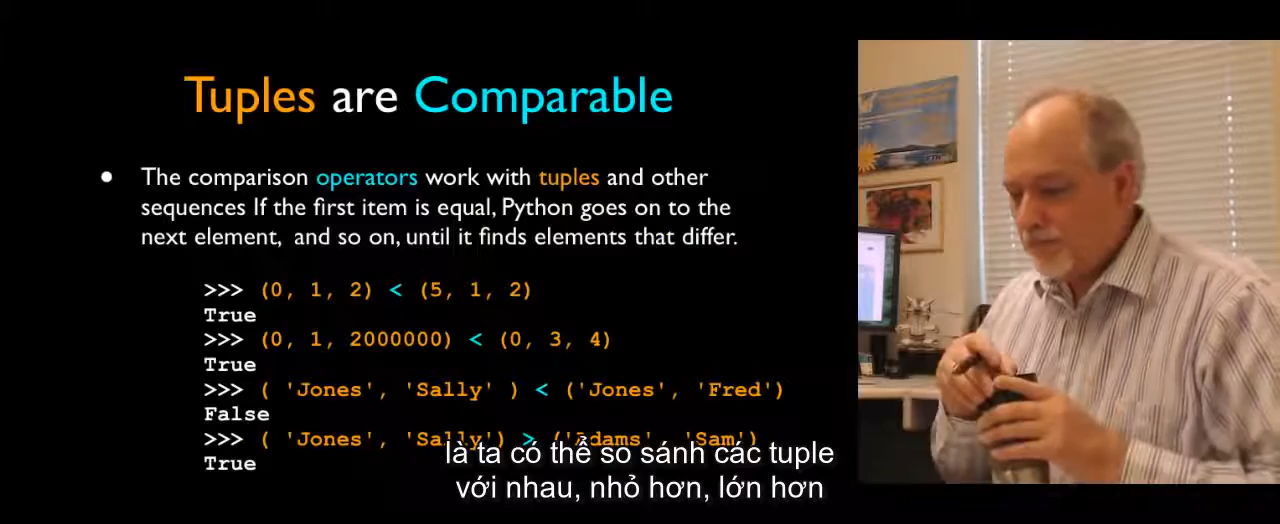 Tuples are Comparable
• The comparison operators work with tuples and other
sequences If the first item is equal, Python goes on to the
next element, and so on, until it finds elements that differ.
>>> (0, 1, 2) < (5, 1, 2)
True
>>> (0, 1, 2000000) < (0, 3, 4)
True
>>> ( 'Jones', 'Sally' ) < ('Jones', 'Fred')
False
>>> ( 'Jones', 'Sally') > ('Adams', 'Sam')
True
là ta có thể so sánh các tuple
với nhau, nhỏ hơn, lớn hơn